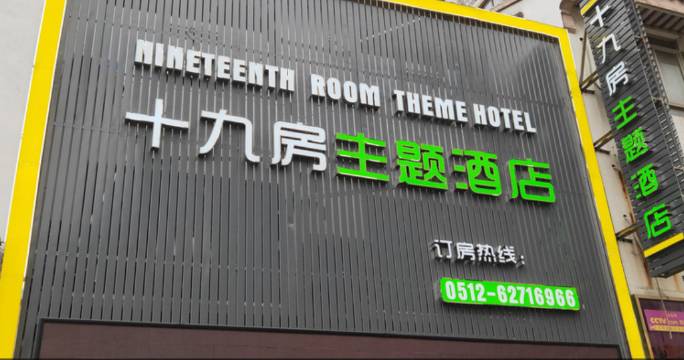 NINETEENTH ROOM THEME HOTEL
十九房主题酒店
订房热线：
0512-62716966
十九房主题酒店
CCTV